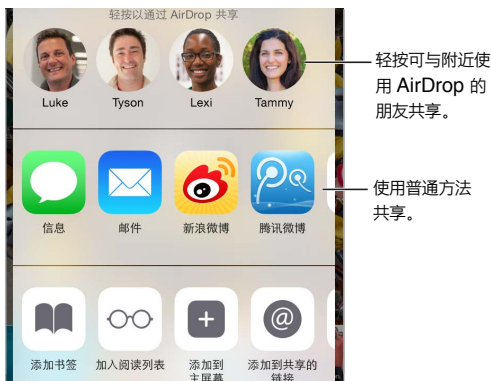 轻按以通过 AirDrop 共享
Luke
Tyson
Lexi
Tammy
轻按可与附近使
用 AirDrop 的
朋友共享。
信息
邮件
新浪微博
腾讯微博
使用普通方法
共享。
添加书签
加入阅读列表
添加到
主屏幕
添加到共享的
链接